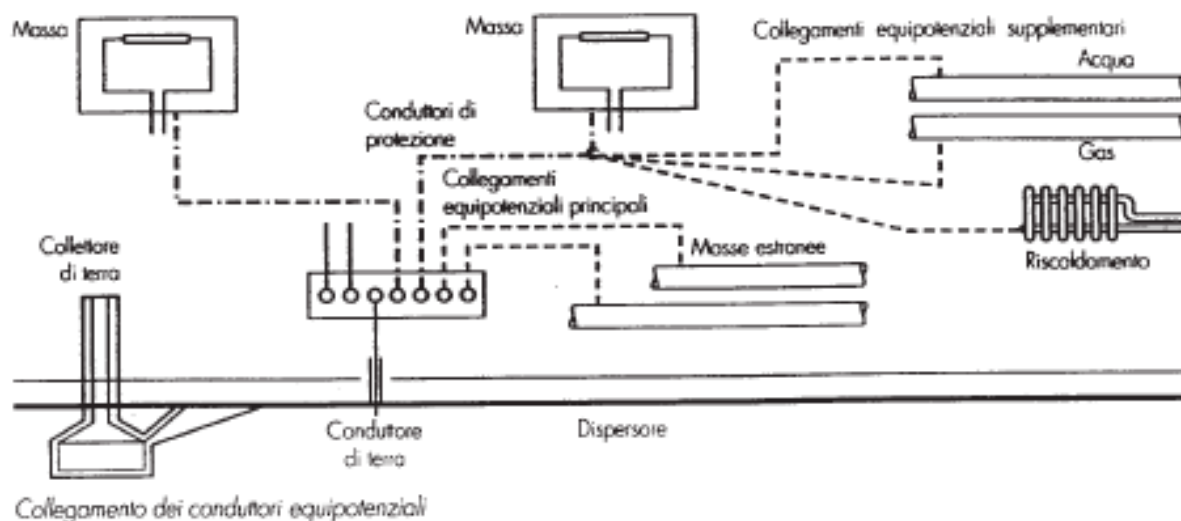 Massa
Massa
Collegamenti equipotenziali supplementari
Acqua
Conduttori di
protezione
Gas
Collegamenti
equipotenziali principali
Collettore
di terra
Masse estranee
Riscaldamento
Conduttore
di terra
Dispersore
Collegamento dei conduttori equipotenziali